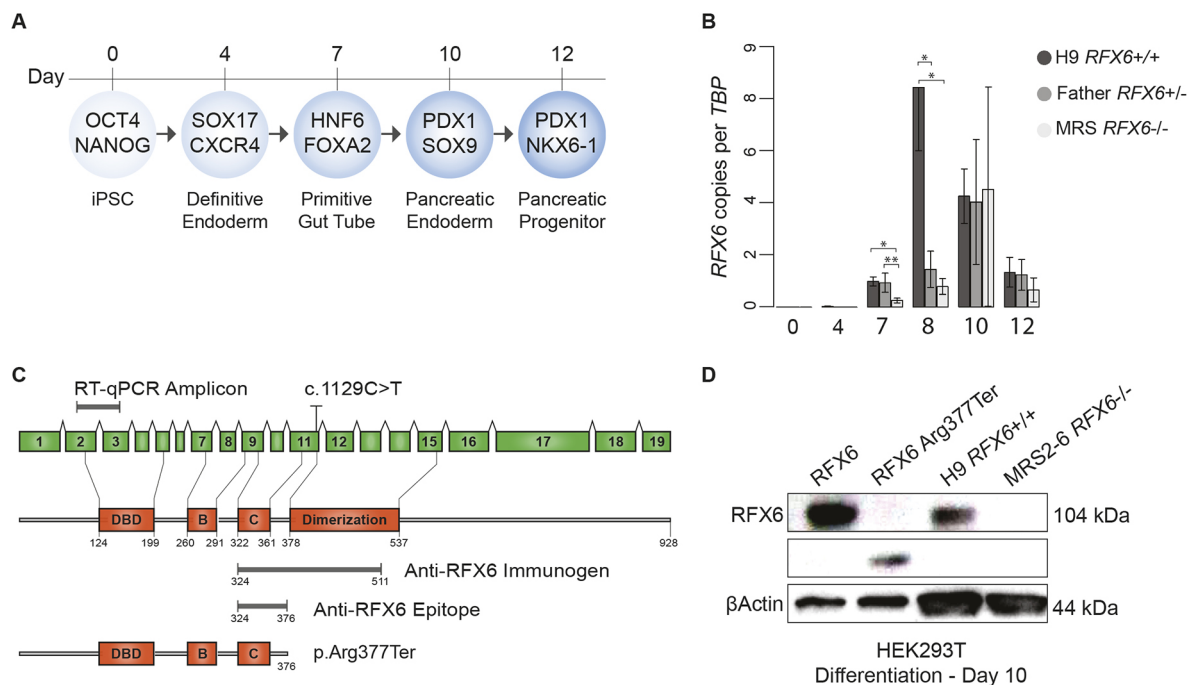 A
0 4 7 10 12
Day
OCT4 SOX17 HNF6 PDX1 PDX1
NANOG CXCR4 FOXA2 SOX9 NKX6-1
iPSC Definitive Primitive Pancreatic Pancreatic
Endoderm Gut Tube Endoderm Progenitor
B
RFX6 copies per TBP
9
8
6
4
2
0
* *
* **
0 4 7 8 10 12
H9 RFX6+/+
Father RFX6+/-
MRS RFX6-/-
C
RT-qPCR Amplicon c.1129C>T
1 2 3 7 8 9 11 12 15 16 17 18 19
DBD B C Dimerization
124 199 260 291 322 361 378 537 928
Anti-RFX6 Immunogen
324 511
Anti-RFX6 Epitope
324 376
DBD B C p.Arg377Ter
376
D
RFX6 RFX6 Arg377Ter H9 RFX6+/+ MRS2-6 RFX6-/-
RFX6 104 kDa
βActin 44 kDa
HEK293T
Differentiation - Day 10